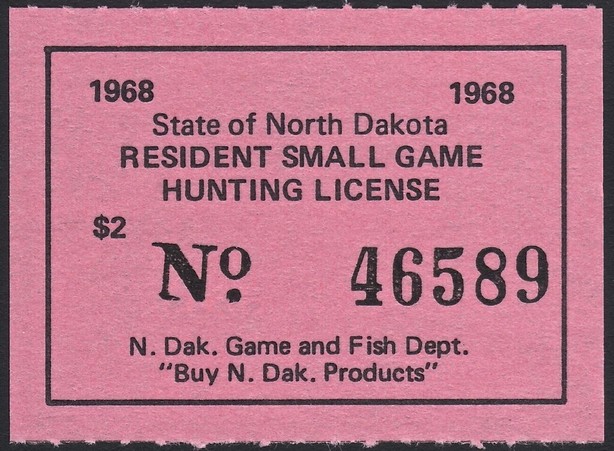 1968 1968
State of North Dakota
RESIDENT SMALL GAME
HUNTING LICENSE
$2
Nº. 46589
N. Dak. Game and Fish Dept.
"Buy N. Dak. Products"